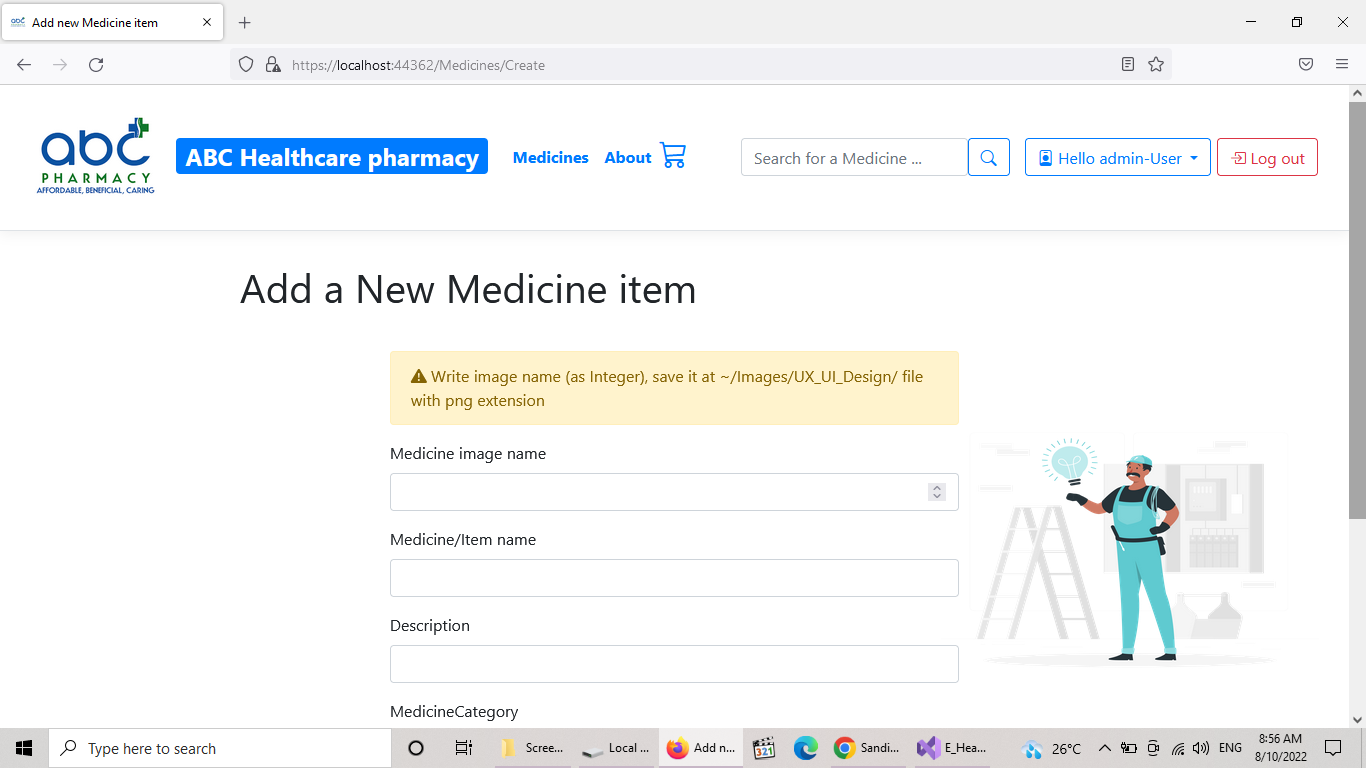 Add new Medicine item
https://localhost:44362/Medicines/Create
abc
PHARMACY
AFFORDABLE, BENEFICIAL, CARING
ABC Healthcare pharmacy
Medicines
About
Search for a Medicine ...
Hello admin-User
Log out
Add a New Medicine item
Write image name (as Integer), save it at ~/Images/UX_UI_Design/ file
with png extension
Medicine image name
Medicine/Item name
Description
MedicineCategory
Type here to search
Scree...
Local ...
Add n...
321
Sandi...
E_Hea...
26°C
ENG
8:56 AM
8/10/2022